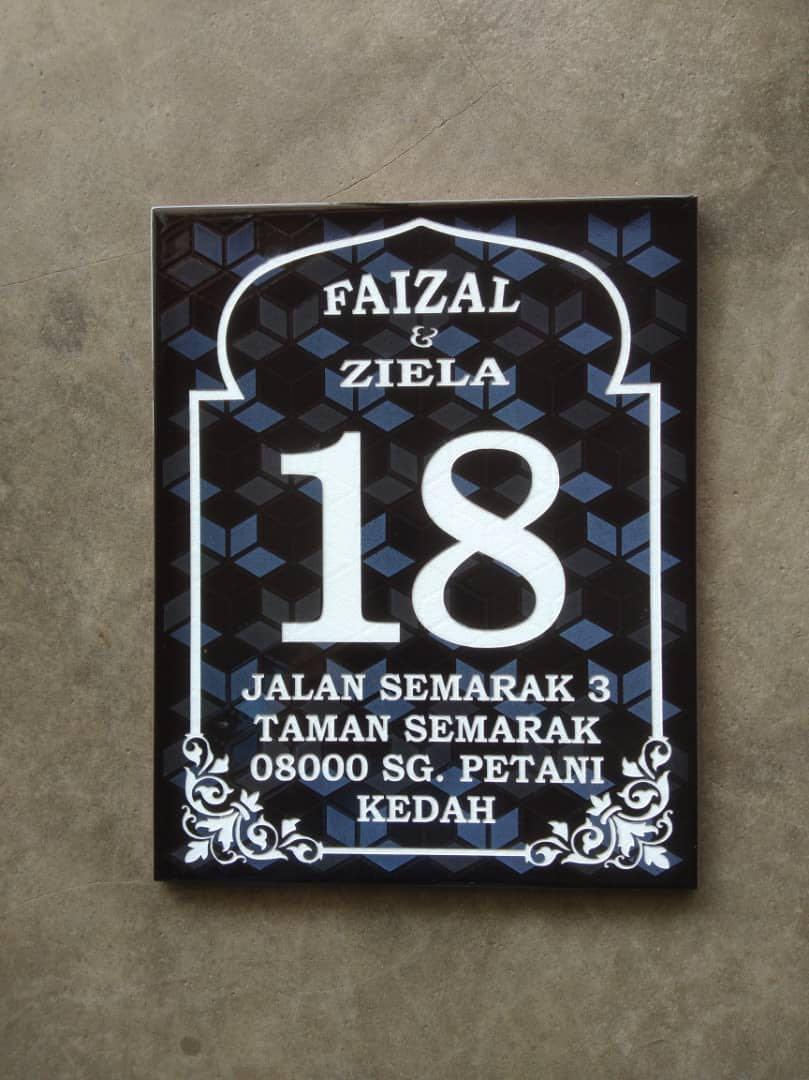 FAIZAL
&
ZIELA
18
JALAN SEMARAK 3
TAMAN SEMARAK
08000 SG. PETANI
KEDAH